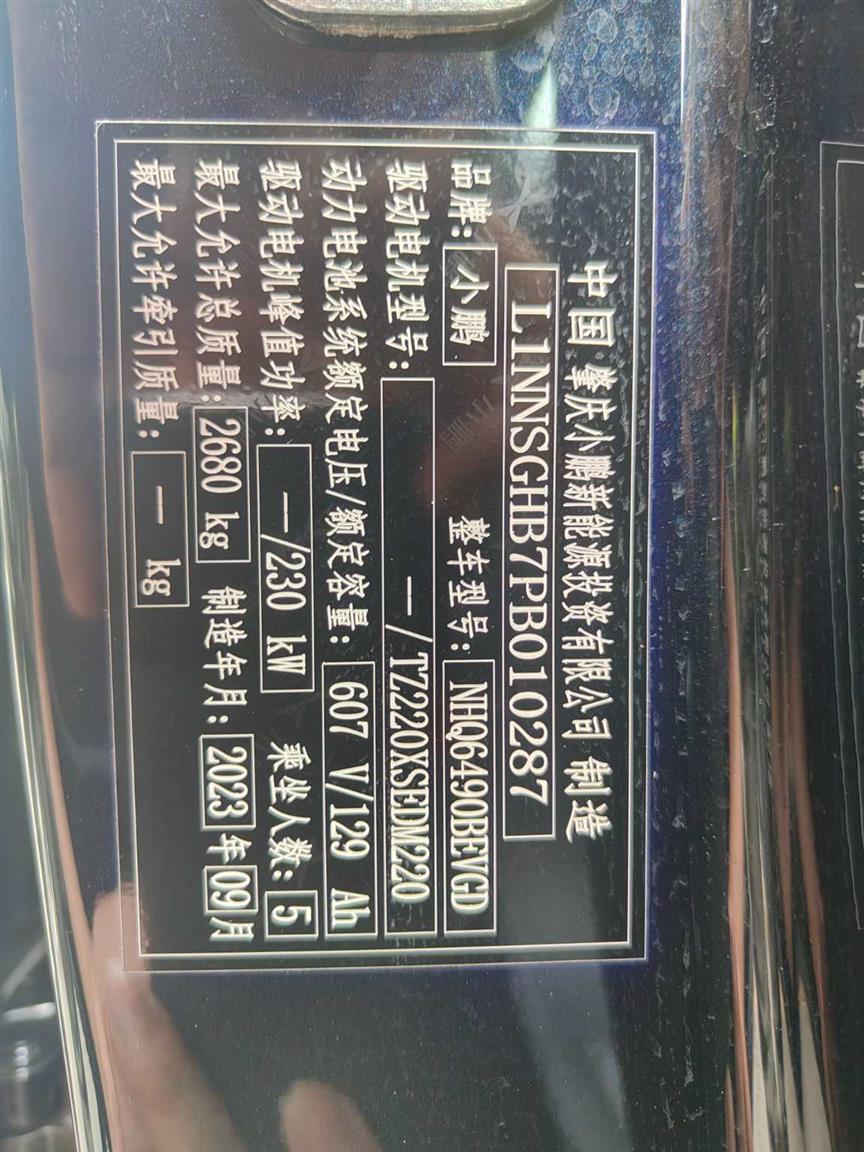 中国 肇庆小鹏新能源投资有限公司 制造
L1NNSGHB7PB010287
品牌: 小鹏 整车型号: NHQ6490BEVGD
驱动电机型号: —/TZ220XSEDM220
动力电池系统额定电压/额定容量: 607 V/129 Ah
驱动电机峰值功率: —/230 kW 乘坐人数: 5
最大允许总质量: 2680 kg 制造年月: 2023 年 09 月
最大允许牵引质量: — kg